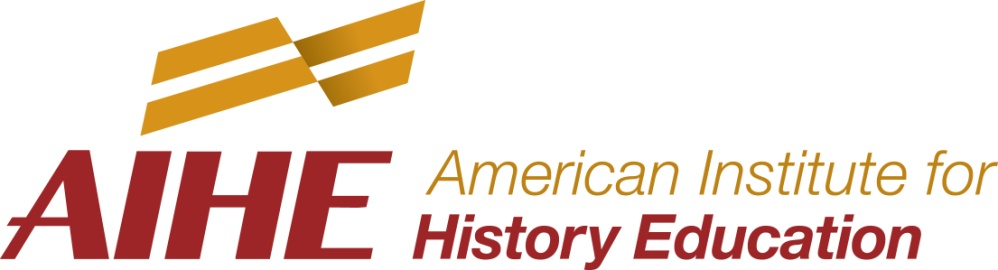 AIHE
American Institute for
History Education